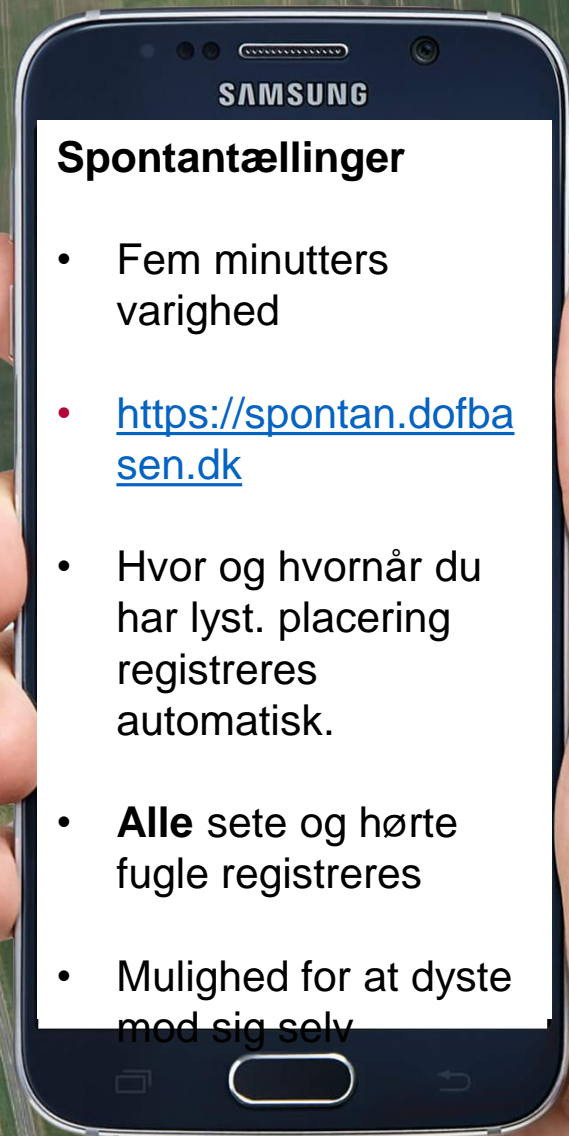 SAMSUNG
Spontantællinger
• Fem minutters
varighed
• https://spontan.dofba
sen.dk
• Hvor og hvornår du
har lyst. placering
registreres
automatisk.
• Alle sete og hørte
fugle registreres
• Mulighed for at dyste
mod sig selv